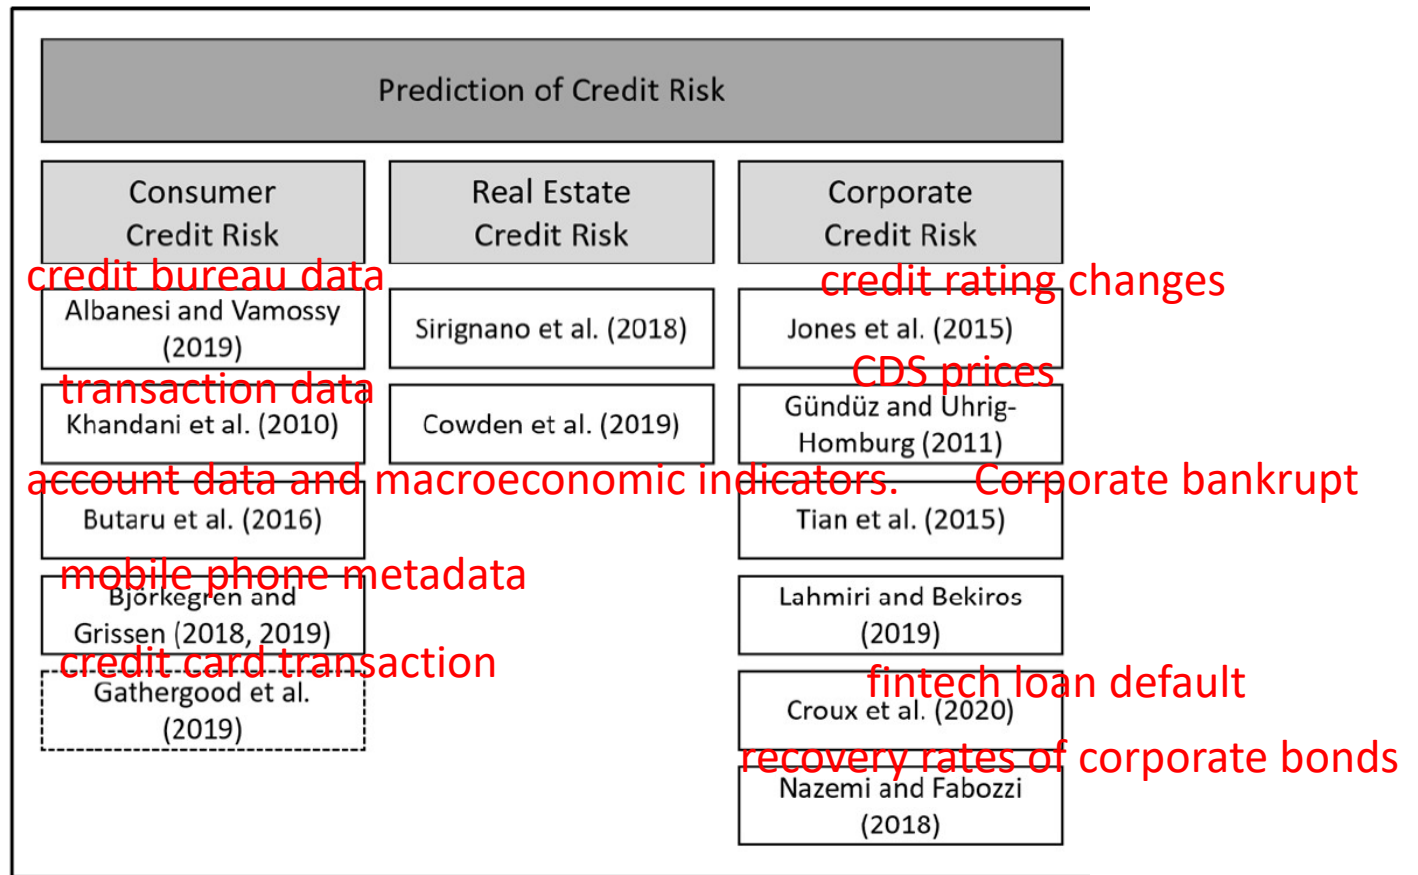 Prediction of Credit Risk
Consumer
Credit Risk
Real Estate
Credit Risk
Corporate
Credit Risk
credit bureau data
credit rating changes
Albanesi and Vamossy
(2019)
Sirignano et al. (2018)
Jones et al. (2015)
transaction data
CDS prices
Khandani et al. (2010)
Cowden et al. (2019)
Gündüz and Uhrig-
Homburg (2011)
account data and macroeconomic indicators.
Corporate bankrupt
Butaru et al. (2016)
Tian et al. (2015)
mobile phone metadata
Björkegren and
Grissen (2018, 2019)
Lahmiri and Bekiros
(2019)
credit card transaction
fintech loan default
Gathergood et al.
(2019)
Croux et al. (2020)
recovery rates of corporate bonds
Nazemi and Fabozzi
(2018)